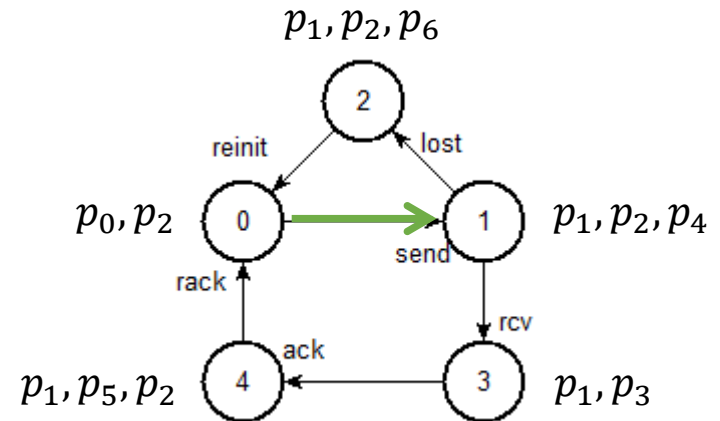 p₁, p₂, p₆
2
reinit
lost
p₀, p₂
0
1
p₁, p₂, p₄
send
rack
rcv
ack
p₁, p₅, p₂
4
3
p₁, p₃